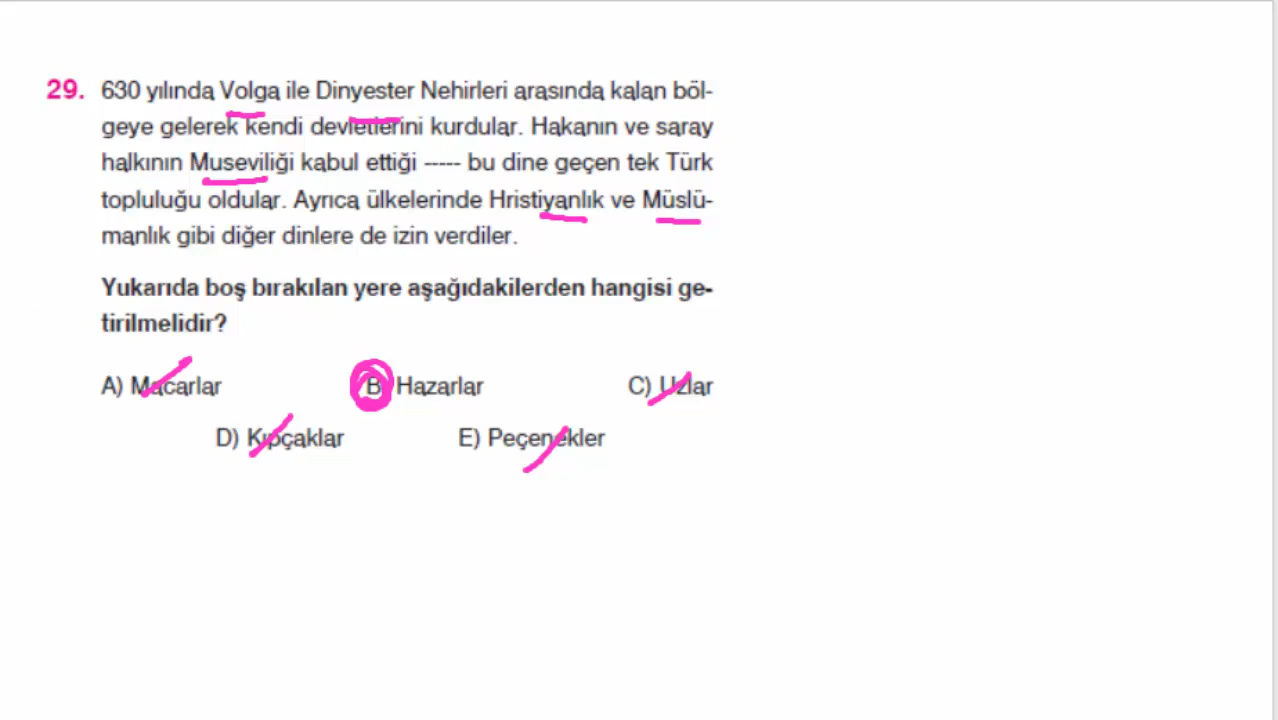 29. 630 yılında Volga ile Dinyester Nehirleri arasında kalan böl-
geye gelerek kendi devletlerini kurdular. Hakanın ve saray
halkının Museviliği kabul ettiği ----- bu dine geçen tek Türk
topluluğu oldular. Ayrıca ülkelerinde Hristiyanlık ve Müslü-
manlık gibi diğer dinlere de izin verdiler.
Yukarıda boş bırakılan yere aşağıdakilerden hangisi ge-
tirilmelidir?
A) Macarlar B) Hazarlar C) Uzlar
D) Kıpçaklar E) Peçenekler